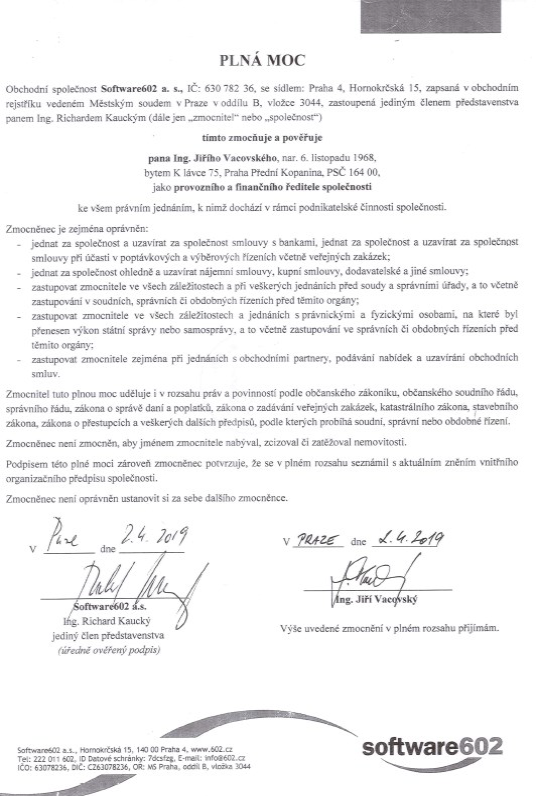 PLNÁ MOC
Obchodní společnost Software602 a. s., IČ: 630 782 36, se sídlem: Praha 4, Hornokrčská 15, zapsaná v obchodním
rejstříku vedeném Městským soudem v Praze v oddílu B, vložce 3044, zastoupená jediným členem představenstva
panem Ing. Richardem Kauckým (dále jen „zmocnitel“ nebo „společnost“)
tímto zmocňuje a pověřuje
pana Ing. Jiřího Vacovského, nar. 6. listopadu 1968,
bytem K lávce 75, Praha Přední Kopanina, PSČ 164 00,
jako provozního a finančního ředitele společnosti
ke všem právním jednáním, k nimž dochází v rámci podnikatelské činnosti společnosti.
Zmocněnec je zejména oprávněn:
- jednat za společnost a uzavírat za společnost smlouvy s bankami, jednat za společnost a uzavírat za společnost
smlouvy při účasti v poptávkových a výběrových řízeních včetně veřejných zakázek;
- jednat za společnost ohledně a uzavírat nájemní smlouvy, kupní smlouvy, dodavatelské a jiné smlouvy;
- zastupovat zmocnitele ve všech záležitostech a při veškerých jednáních před soudy a správními úřady, a to včetně
zastupování v soudních, správních či obdobných řízeních před těmito orgány;
- zastupovat zmocnitele ve všech záležitostech a jednáních s právnickými a fyzickými osobami, na které byl
přenesen výkon státní správy nebo samosprávy, a to včetně zastupování ve správních či obdobných řízeních před
těmito orgány;
- zastupovat zmocnitele zejména při jednáních s obchodními partnery, podávání nabídek a uzavírání obchodních
smluv.
Zmocnitel tuto plnou moc uděluje i v rozsahu práv a povinností podle občanského zákoníku, občanského soudního řádu,
správního řádu, zákona o správě daní a poplatků, zákona o zadávání veřejných zakázek, katastrálního zákona, stavebního
zákona, zákona o přestupcích a veškerých dalších předpisů, podle kterých probíhá soudní, správní nebo obdobné řízení.
Zmocněnec není zmocněn, aby jménem zmocnitele nabýval, zcizoval či zatěžoval nemovitosti.
Podpisem této plné moci zároveň zmocněnec potvrzuje, že se v plném rozsahu seznámil s aktuálním zněním vnitřního
organizačního předpisu společnosti.
Zmocněnec není oprávněn ustanovit si za sebe dalšího zmocněnce.
V Praze dne 2.4. 2019
V PRAZE dne 2.4.2019
Software602 a.s.
Ing. Richard Kaucký
jediný člen představenstva
(úředně ověřený podpis)
Ing. Jiří Vacovský
Výše uvedené zmocnění v plném rozsahu přijímám.
Software602 a.s., Hornokrčská 15, 140 00 Praha 4, www.602.cz
Tel: 222 011 602, ID Datové schránky: 7dcsfzg, E-mail: info@602.cz
IČO: 63078236, DIČ: CZ63078236, OR: MS Praha, oddíl B, vložka 3044
software602